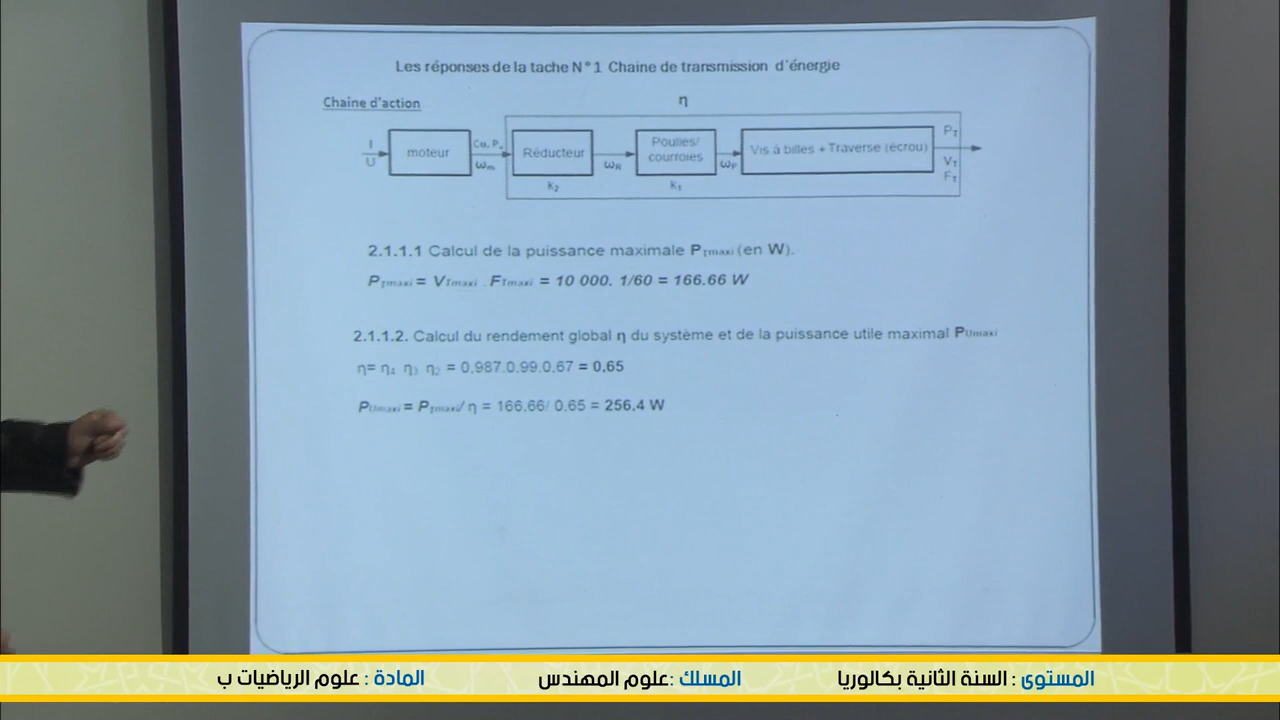 Les réponses de la tache N°1 Chaine de transmission d'énergie
Chaine d'action
η
I
U
moteur
Cu, Pu
ωm
Réducteur
k2
ωR
Poulies/
courroies
k1
ωP
Vis à billes + Traverse (écrou)
PT
VT
FT
2.1.1.1 Calcul de la puissance maximale PTmaxi (en W).
PTmaxi = VTmaxi . FTmaxi = 10 000. 1/60 = 166.66 W
2.1.1.2. Calcul du rendement global η du système et de la puissance utile maximal PUmaxi
η= η1 η3 η2 = 0.987.0.99.0.67 = 0,65
PUmaxi = PTmaxi/ η = 166.66/ 0.65 = 256,4 W
المستوى : السنة الثانية بكالوريا المسلك :علوم المهندس المادة : علوم الرياضيات ب